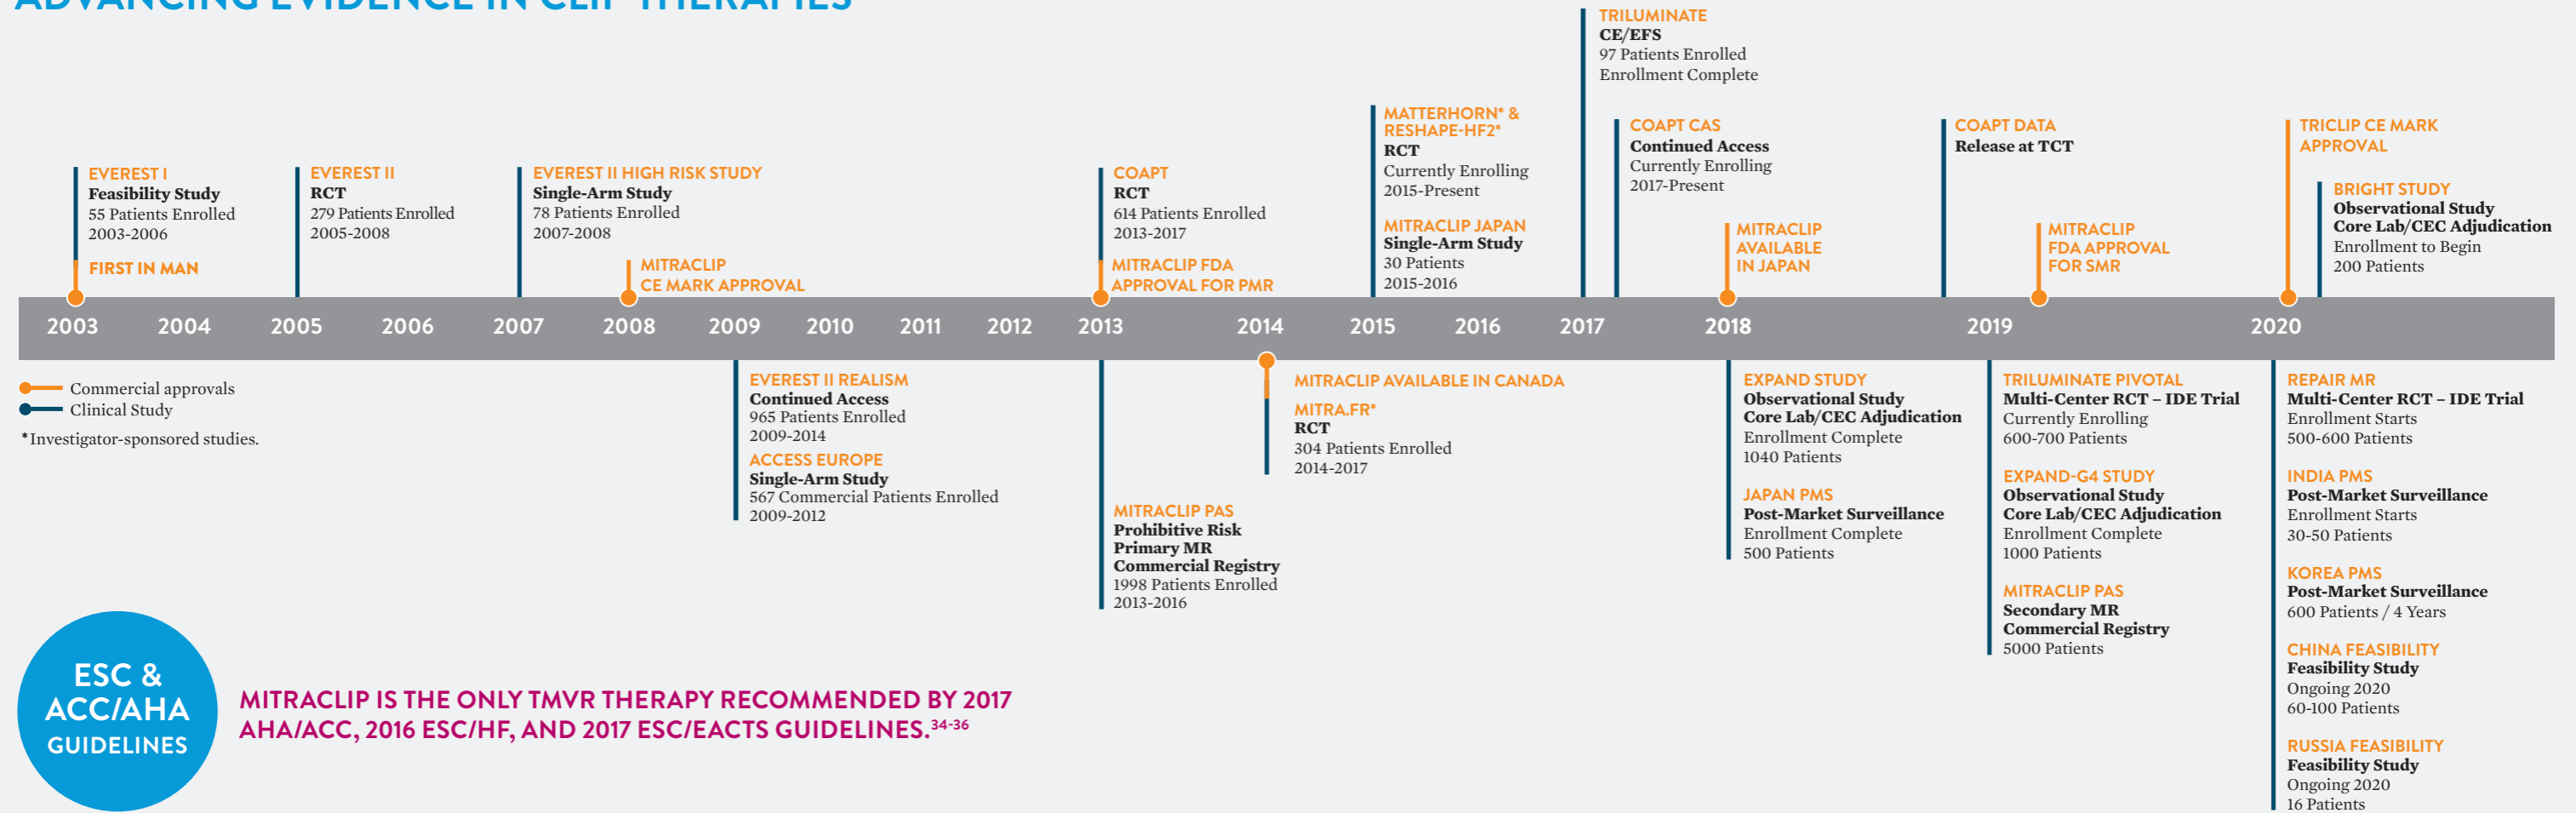 ADVANCING EVIDENCE IN CLIP THERAPIES
EVEREST I
Feasibility Study
55 Patients Enrolled
2003-2006
FIRST IN MAN
EVEREST II
RCT
279 Patients Enrolled
2005-2008
EVEREST II HIGH RISK STUDY
Single-Arm Study
78 Patients Enrolled
2007-2008
MITRACLIP
CE MARK APPROVAL
COAPT
RCT
614 Patients Enrolled
2013-2017
MITRACLIP FDA
APPROVAL FOR PMR
MATTERHORN* &
RESHAPE-HF2*
RCT
Currently Enrolling
2015-Present
MITRACLIP JAPAN
Single-Arm Study
30 Patients
2015-2016
TRILUMINATE
CE/EFS
97 Patients Enrolled
Enrollment Complete
COAPT CAS
Continued Access
Currently Enrolling
2017-Present
MITRACLIP
AVAILABLE
IN JAPAN
COAPT DATA
Release at TCT
MITRACLIP
FDA APPROVAL
FOR SMR
TRICLIP CE MARK
APPROVAL
BRIGHT STUDY
Observational Study
Core Lab/CEC Adjudication
Enrollment to Begin
200 Patients
2003 2004 2005 2006 2007 2008 2009 2010 2011 2012 2013 2014 2015 2016 2017 2018 2019 2020
Commercial approvals
Clinical Study
*Investigator-sponsored studies.
EVEREST II REALISM
Continued Access
965 Patients Enrolled
2009-2014
ACCESS EUROPE
Single-Arm Study
567 Commercial Patients Enrolled
2009-2012
MITRACLIP PAS
Prohibitive Risk
Primary MR
Commercial Registry
1998 Patients Enrolled
2013-2016
MITRACLIP AVAILABLE IN CANADA
MITRA.FR*
RCT
304 Patients Enrolled
2014-2017
EXPAND STUDY
Observational Study
Core Lab/CEC Adjudication
Enrollment Complete
1040 Patients
JAPAN PMS
Post-Market Surveillance
Enrollment Complete
500 Patients
TRILUMINATE PIVOTAL
Multi-Center RCT – IDE Trial
Currently Enrolling
600-700 Patients
EXPAND-G4 STUDY
Observational Study
Core Lab/CEC Adjudication
Enrollment Complete
1000 Patients
MITRACLIP PAS
Secondary MR
Commercial Registry
5000 Patients
REPAIR MR
Multi-Center RCT – IDE Trial
Enrollment Starts
500-600 Patients
INDIA PMS
Post-Market Surveillance
Enrollment Starts
30-50 Patients
KOREA PMS
Post-Market Surveillance
600 Patients / 4 Years
CHINA FEASIBILITY
Feasibility Study
Ongoing 2020
60-100 Patients
RUSSIA FEASIBILITY
Feasibility Study
Ongoing 2020
16 Patients
ESC &
ACC/AHA
GUIDELINES
MITRACLIP IS THE ONLY TMVR THERAPY RECOMMENDED BY 2017
AHA/ACC, 2016 ESC/HF, AND 2017 ESC/EACTS GUIDELINES.34-36